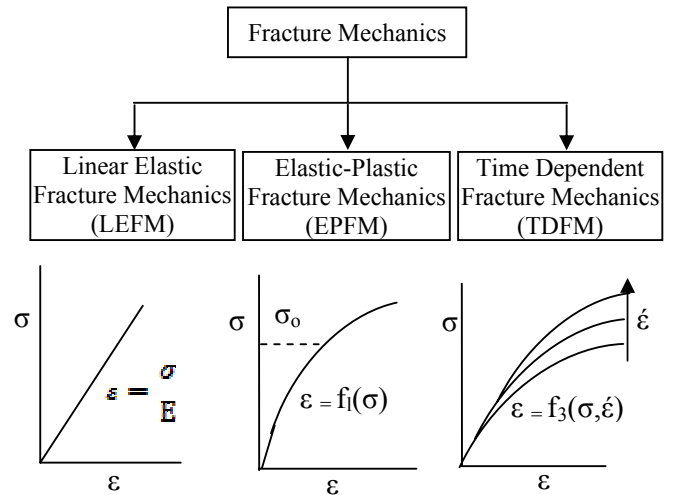 Fracture Mechanics
Linear Elastic
Fracture Mechanics
(LEFM)
Elastic-Plastic
Fracture Mechanics
(EPFM)
Time Dependent
Fracture Mechanics
(TDFM)
σ
ε = σ/E
ε
σ
σo
ε = f1(σ)
ε
σ
έ
ε = f3(σ,έ)
ε